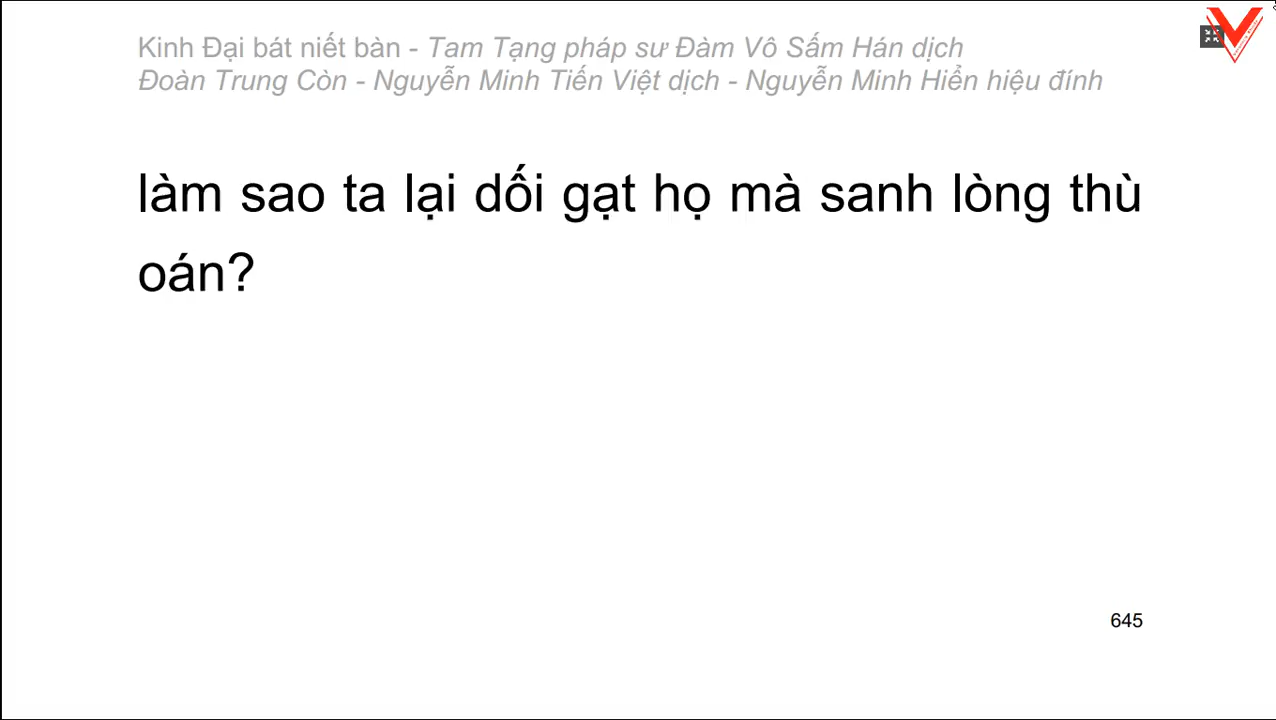 Kinh Đại bát niết bàn - Tam Tạng pháp sư Đàm Vô Sấm Hán dịch
Đoàn Trung Còn - Nguyễn Minh Tiến Việt dịch - Nguyễn Minh Hiển hiệu đính
làm sao ta lại dối gạt họ mà sanh lòng thù
oán?
645